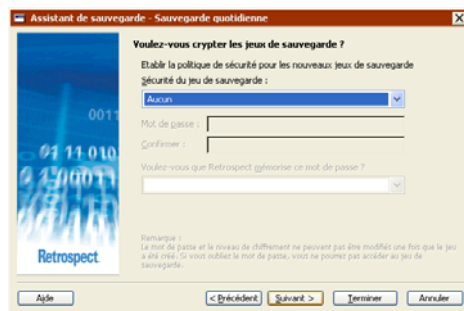 Assistant de sauvegarde - Sauvegarde quotidienne
Voulez-vous crypter les jeux de sauvegarde ?
Etablir la politique de sécurité pour les nouveaux jeux de sauvegarde
Sécurité du jeu de sauvegarde :
Aucun
Mot de passe :
Confirmer :
Voulez-vous que Retrospect mémorise ce mot de passe ?
Remarque :
Le mot de passe et le niveau de chiffrement ne peuvent pas être modifiés une fois que le jeu
a été créé. Si vous oubliez le mot de passe, vous ne pourrez pas accéder au jeu de
sauvegarde.
Retrospect
Aide
< Précédent
Suivant >
Terminer
Annuler